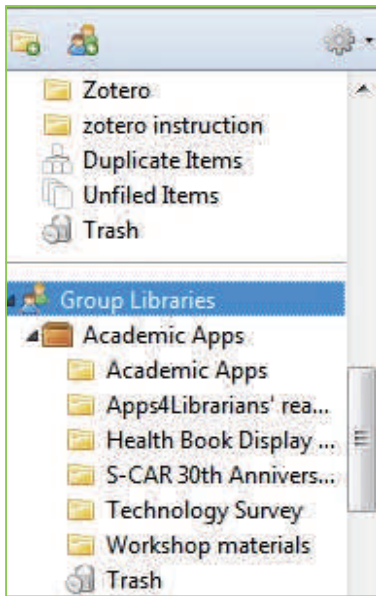 Zotero
zotero instruction
Duplicate Items
Unfiled Items
Trash
Group Libraries
Academic Apps
Academic Apps
Apps4Librarians' rea...
Health Book Display ...
S-CAR 30th Annivers...
Technology Survey
Workshop materials
Trash